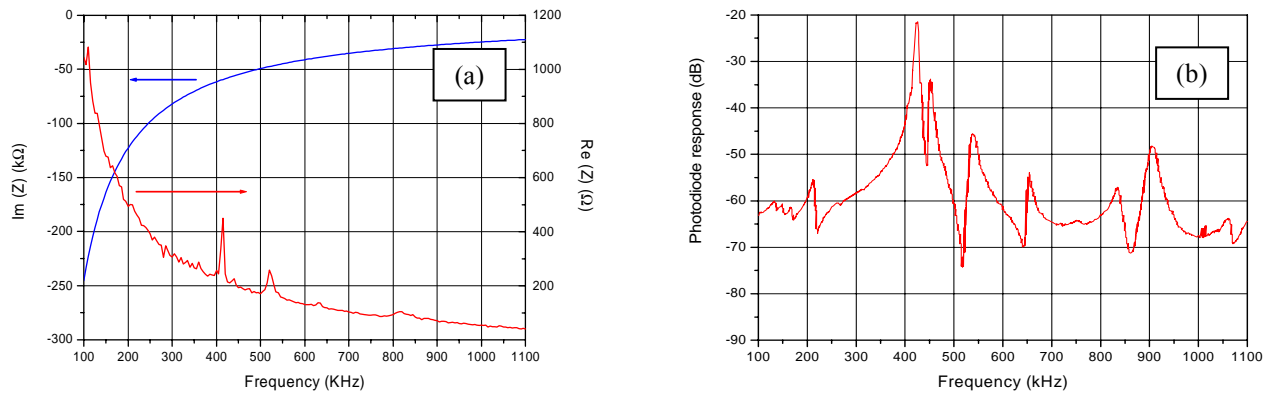 (a)
Im (Z) (kΩ)
0
-50
-100
-150
-200
-250
-300
Re (Z) (Ω)
1200
1000
800
600
400
200
100 200 300 400 500 600 700 800 900 1000 1100
Frequency (KHz)
(b)
Photodiode response (dB)
-20
-30
-40
-50
-60
-70
-80
-90
100 200 300 400 500 600 700 800 900 1000 1100
Frequency (kHz)